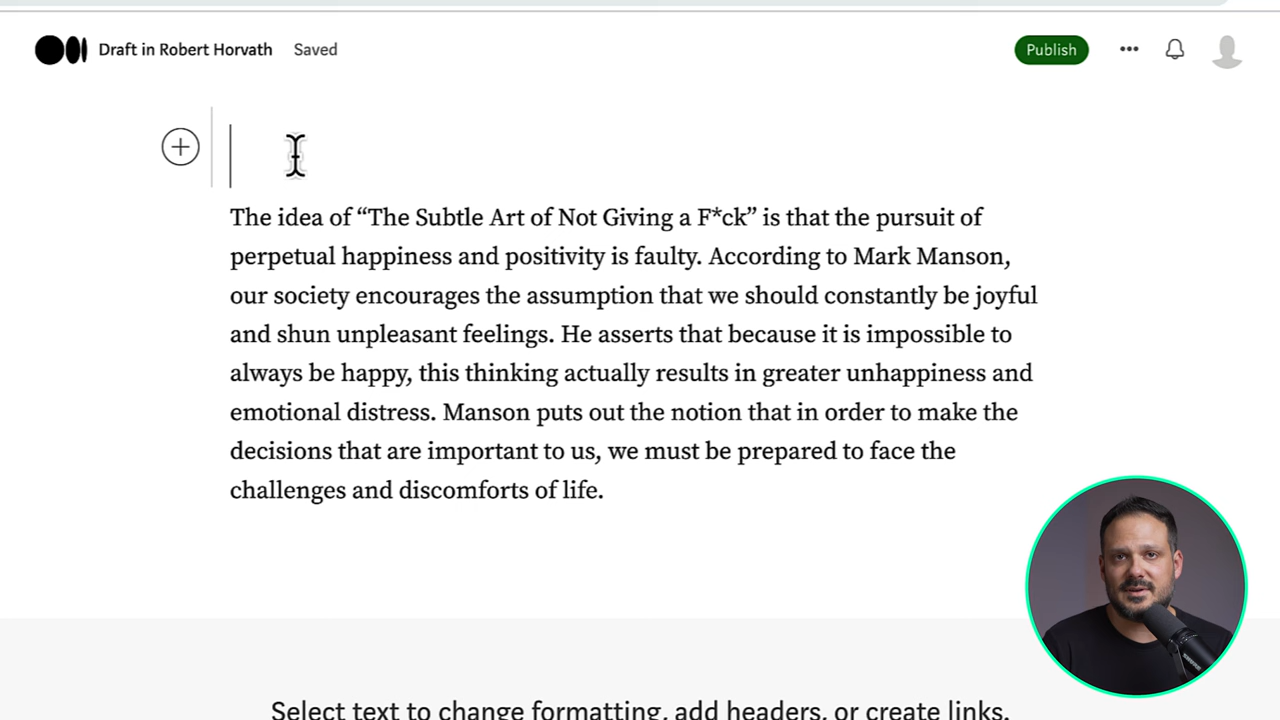 Draft in Robert Horvath Saved Publish
The idea of “The Subtle Art of Not Giving a F*ck” is that the pursuit of
perpetual happiness and positivity is faulty. According to Mark Manson,
our society encourages the assumption that we should constantly be joyful
and shun unpleasant feelings. He asserts that because it is impossible to
always be happy, this thinking actually results in greater unhappiness and
emotional distress. Manson puts out the notion that in order to make the
decisions that are important to us, we must be prepared to face the
challenges and discomforts of life.
Select text to change formatting, add headers, or create links.